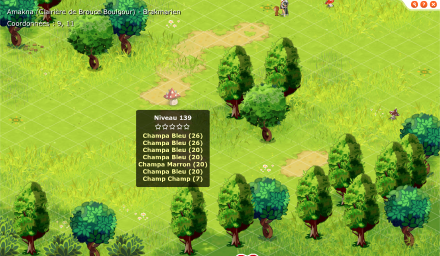 Amakna (Clairière de Brouce Boulgour) - Brakmarien
Coordonnées : 9, 11
Niveau 139
Champa Bleu (26)
Champa Bleu (26)
Champa Bleu (20)
Champa Bleu (20)
Champa Marron (20)
Champa Bleu (20)
Champ Champ (7)